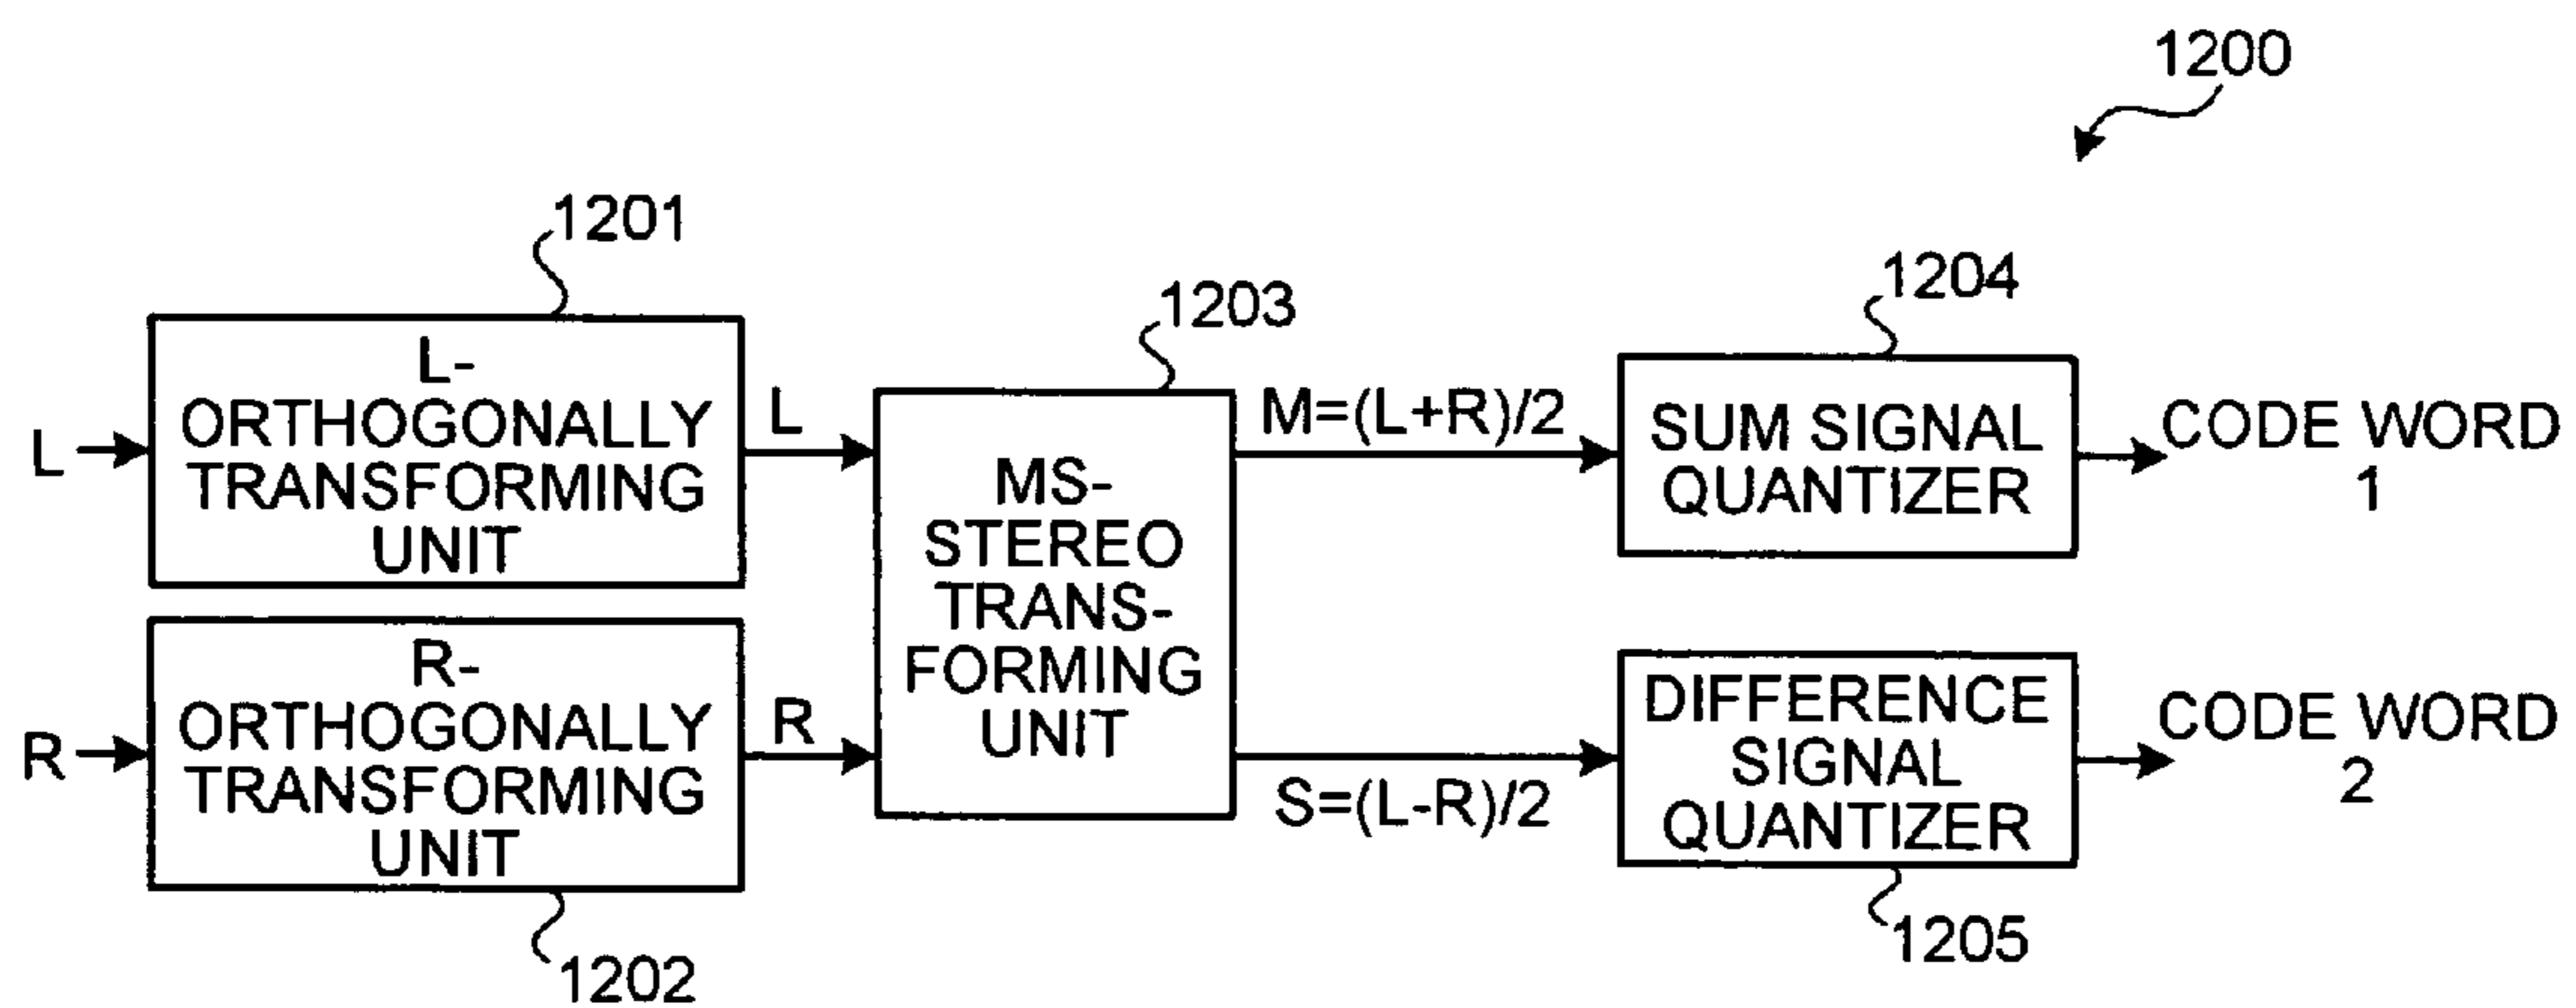 1200
1201
L-
ORTHOGONALLY
TRANSFORMING
UNIT
L
L
1203
MS-
STEREO
TRANS-
FORMING
UNIT
M=(L+R)/2
1204
SUM SIGNAL
QUANTIZER
CODE WORD
1
R
R-
ORTHOGONALLY
TRANSFORMING
UNIT
1202
R
S=(L-R)/2
DIFFERENCE
SIGNAL
QUANTIZER
1205
CODE WORD
2